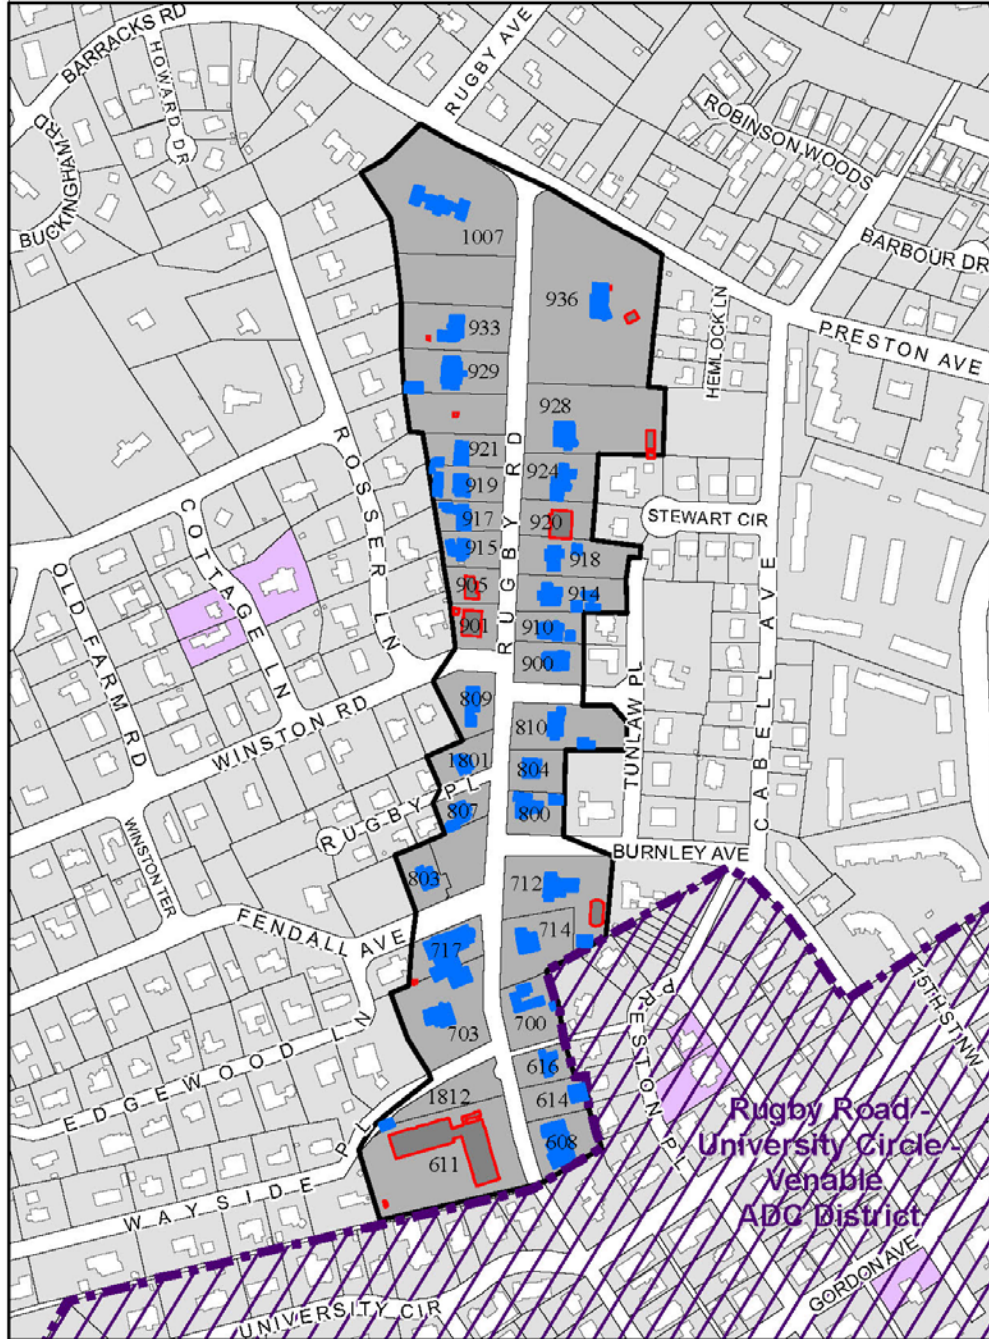 BARRACKS RD
HOWARD DR
RUGBY AVE
BUCKINGHAM RD
ROBINSON WOODS
BARBOUR DR
1007
936
HEMLOCK LN
PRESTON AVE
933
929
928
RUGBY RD
ROSSER LN
921
924
919
COTTAGE LN
917
920
STEWART CIR
915
918
OLD FARM RD
905
914
901
910
900
CABELL AVE
TUNLAW PL
WINSTON RD
809
810
1801
804
RUGBY PL
807
800
WINSTON TER
BURNLEY AVE
803
712
FENDALL AVE
714
717
15TH ST NW
700
703
PRESTON PL
EDGEWOOD LN
616
1812
614
608
611
WAYSIDE PL
Rugby Road -
University Circle -
Venable
ADC District
GORDON AVE
UNIVERSITY CIR